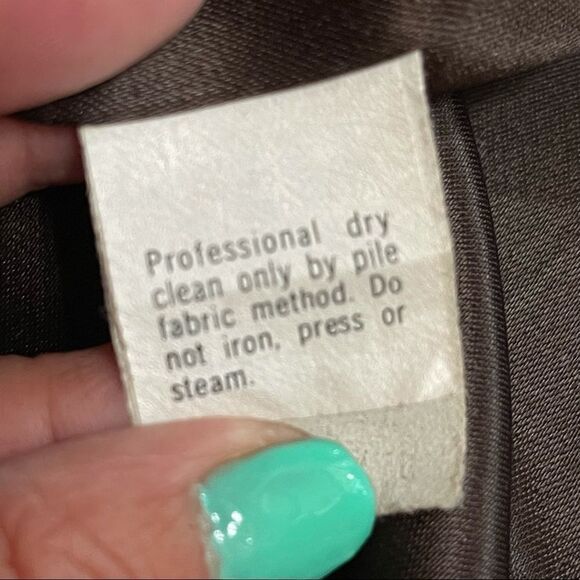 Professional dry
clean only by pile
fabric method. Do
not iron, press or
steam.